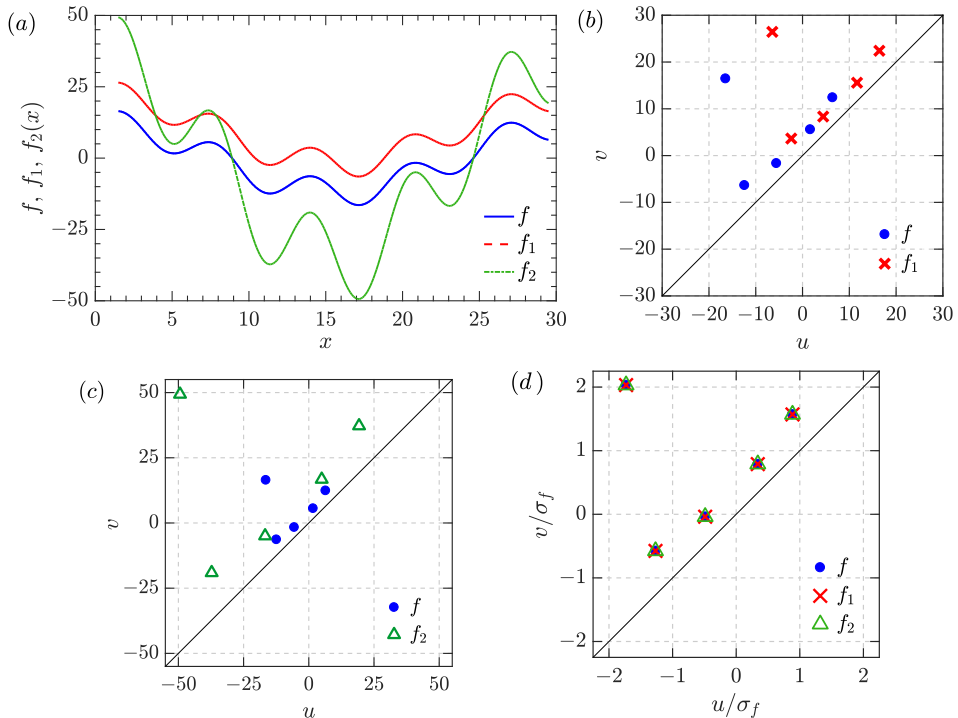 (a)
f, f₁, f₂(x)
50
25
0
−25
−50
0 5 10 15 20 25 30
x
f
f₁
f₂
(b)
v
30
20
10
0
−10
−20
−30
−30 −20 −10 0 10 20 30
u
f
f₁
(c)
v
50
25
0
−25
−50
−50 −25 0 25 50
u
f
f₂
(d)
v/σ_f
2
1
0
−1
−2
−2 −1 0 1 2
u/σ_f
f
f₁
f₂